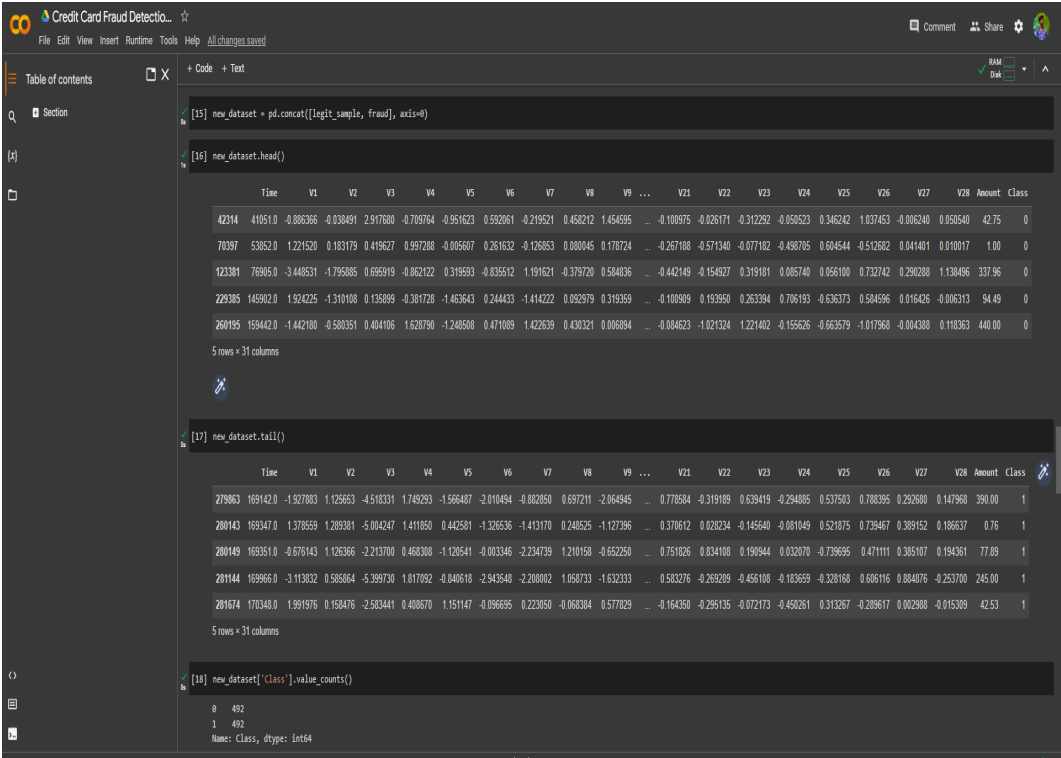 Credit Card Fraud Detectio...
File Edit View Insert Runtime Tools Help All changes saved
Comment Share
Table of contents
+ Code + Text
RAM
Disk
Section
[15] new_dataset = pd.concat([legit_sample, fraud], axis=0)
0s
[16] new_dataset.head()
1s
Time V1 V2 V3 V4 V5 V6 V7 V8 V9 ... V21 V22 V23 V24 V25 V26 V27 V28 Amount Class
42314 41051.0 -0.886366 -0.038491 2.917680 -0.709764 -0.951623 0.592061 -0.219521 0.458212 1.454595 ... -0.100975 -0.026171 -0.312292 -0.050523 0.346242 1.037453 -0.006240 0.050540 42.75 0
70397 53852.0 1.221520 0.183179 0.419627 0.997288 -0.005607 0.261632 -0.126853 0.080045 0.178724 ... -0.267188 -0.571340 -0.077182 -0.498705 0.604544 -0.512682 0.041401 0.010017 1.00 0
123381 76905.0 -3.448531 -1.795885 0.695919 -0.862122 0.319593 -0.835512 1.191621 -0.379720 0.584836 ... -0.442149 -0.154927 0.319181 0.085740 0.056100 0.732742 0.290288 1.138496 337.96 0
229385 145902.0 1.924225 -1.310108 0.135899 -0.381728 -1.463643 0.244433 -1.414222 0.092979 0.319359 ... -0.100909 0.193950 0.263394 0.706193 -0.636373 0.584596 0.016426 -0.006313 94.49 0
260195 159442.0 -1.442180 -0.580351 0.404106 1.628790 -1.248508 0.471089 1.422639 0.430321 0.006894 ... -0.084623 -1.021324 1.221402 -0.155626 -0.663579 -1.017968 -0.004388 0.118363 440.00 0
5 rows × 31 columns
[17] new_dataset.tail()
0s
Time V1 V2 V3 V4 V5 V6 V7 V8 V9 ... V21 V22 V23 V24 V25 V26 V27 V28 Amount Class
279863 169142.0 -1.927883 1.125653 -4.518331 1.749293 -1.566487 -2.010494 -0.882850 0.697211 -2.064945 ... 0.778584 -0.319189 0.639419 -0.294885 0.537503 0.788395 0.292680 0.147968 390.00 1
280143 169347.0 1.378559 1.289381 -5.004247 1.411850 0.442581 -1.326536 -1.413170 0.248525 -1.127396 ... 0.370612 0.028234 -0.145640 -0.081049 0.521875 0.739467 0.389152 0.186637 0.76 1
280149 169351.0 -0.676143 1.126366 -2.213700 0.468308 -1.120541 -0.003346 -2.234739 1.210158 -0.652250 ... 0.751826 0.834108 0.190944 0.032070 -0.739695 0.471111 0.385107 0.194361 77.89 1
281144 169966.0 -3.113832 0.585864 -5.399730 1.817092 -0.840618 -2.943548 -2.208002 1.058733 -1.632333 ... 0.583276 -0.269209 -0.456108 -0.183659 -0.328168 0.606116 0.884876 -0.253700 245.00 1
281674 170348.0 1.991976 0.158476 -2.583441 0.408670 1.151147 -0.096695 0.223050 -0.068384 0.577829 ... -0.164350 -0.295135 -0.072173 -0.450261 0.313267 -0.289617 0.002988 -0.015309 42.53 1
5 rows × 31 columns
[18] new_dataset['Class'].value_counts()
0s
0 492
1 492
Name: Class, dtype: int64